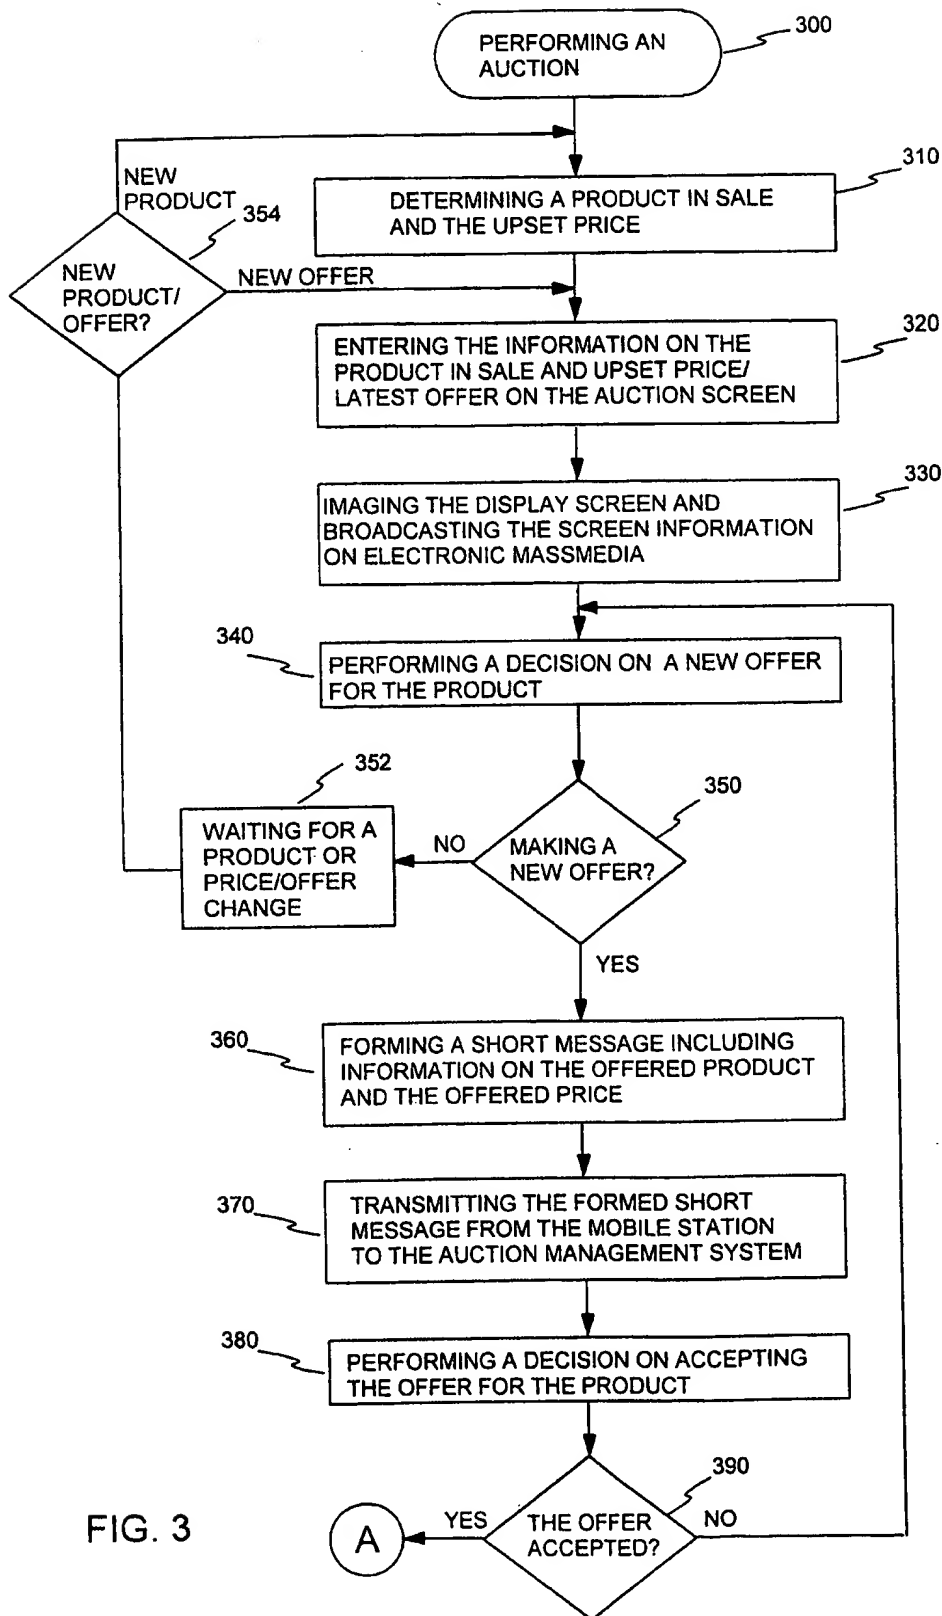 PERFORMING AN
AUCTION
300
NEW
PRODUCT
310
DETERMINING A PRODUCT IN SALE
AND THE UPSET PRICE
354
NEW
PRODUCT/
OFFER?
NEW OFFER
320
ENTERING THE INFORMATION ON THE
PRODUCT IN SALE AND UPSET PRICE/
LATEST OFFER ON THE AUCTION SCREEN
330
IMAGING THE DISPLAY SCREEN AND
BROADCASTING THE SCREEN INFORMATION
ON ELECTRONIC MASSMEDIA
340
PERFORMING A DECISION ON A NEW OFFER
FOR THE PRODUCT
352
350
WAITING FOR A
PRODUCT OR
PRICE/OFFER
CHANGE
NO
MAKING A
NEW OFFER?
YES
360
FORMING A SHORT MESSAGE INCLUDING
INFORMATION ON THE OFFERED PRODUCT
AND THE OFFERED PRICE
370
TRANSMITTING THE FORMED SHORT
MESSAGE FROM THE MOBILE STATION
TO THE AUCTION MANAGEMENT SYSTEM
380
PERFORMING A DECISION ON ACCEPTING
THE OFFER FOR THE PRODUCT
390
FIG. 3
A
YES
THE OFFER
ACCEPTED?
NO